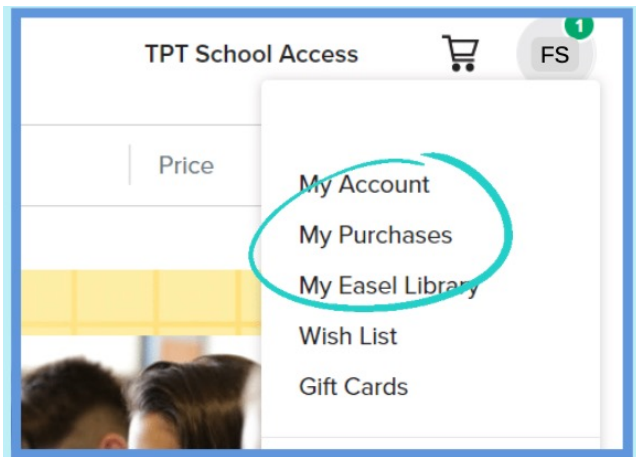 TPT School Access
1
FS
Price
My Account
My Purchases
My Easel Library
Wish List
Gift Cards